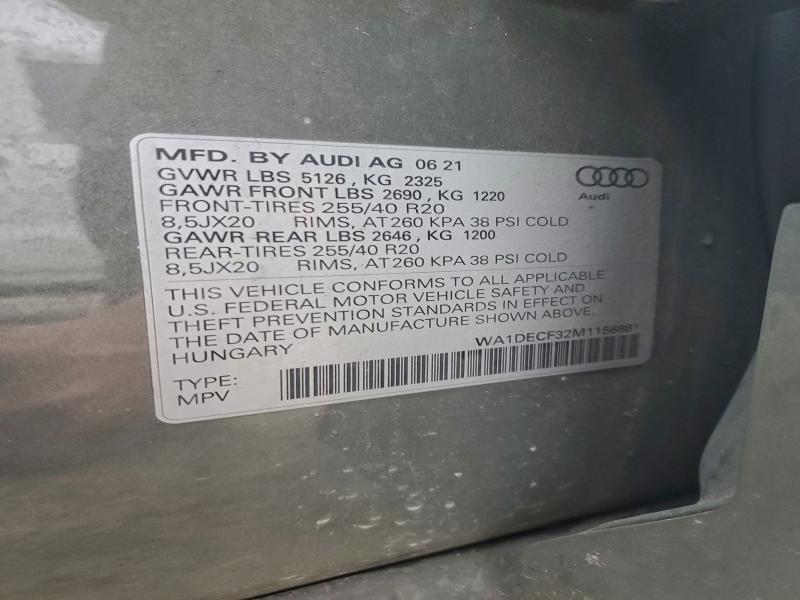 MFD. BY AUDI AG 06 21
GVWR LBS 5126, KG 2325
GAWR FRONT LBS 2690, KG 1220
FRONT-TIRES 255/40 R20
8,5JX20 RIMS, AT260 KPA 38 PSI COLD
GAWR REAR LBS 2646, KG 1200
REAR-TIRES 255/40 R20
8,5JX20 RIMS, AT260 KPA 38 PSI COLD
Audi
THIS VEHICLE CONFORMS TO ALL APPLICABLE
U.S. FEDERAL MOTOR VEHICLE SAFETY AND
THEFT PREVENTION STANDARDS IN EFFECT ON
THE DATE OF MANUFACTURE SHOWN ABOVE.
HUNGARY
WA1DECF32M1156881
TYPE:
MPV